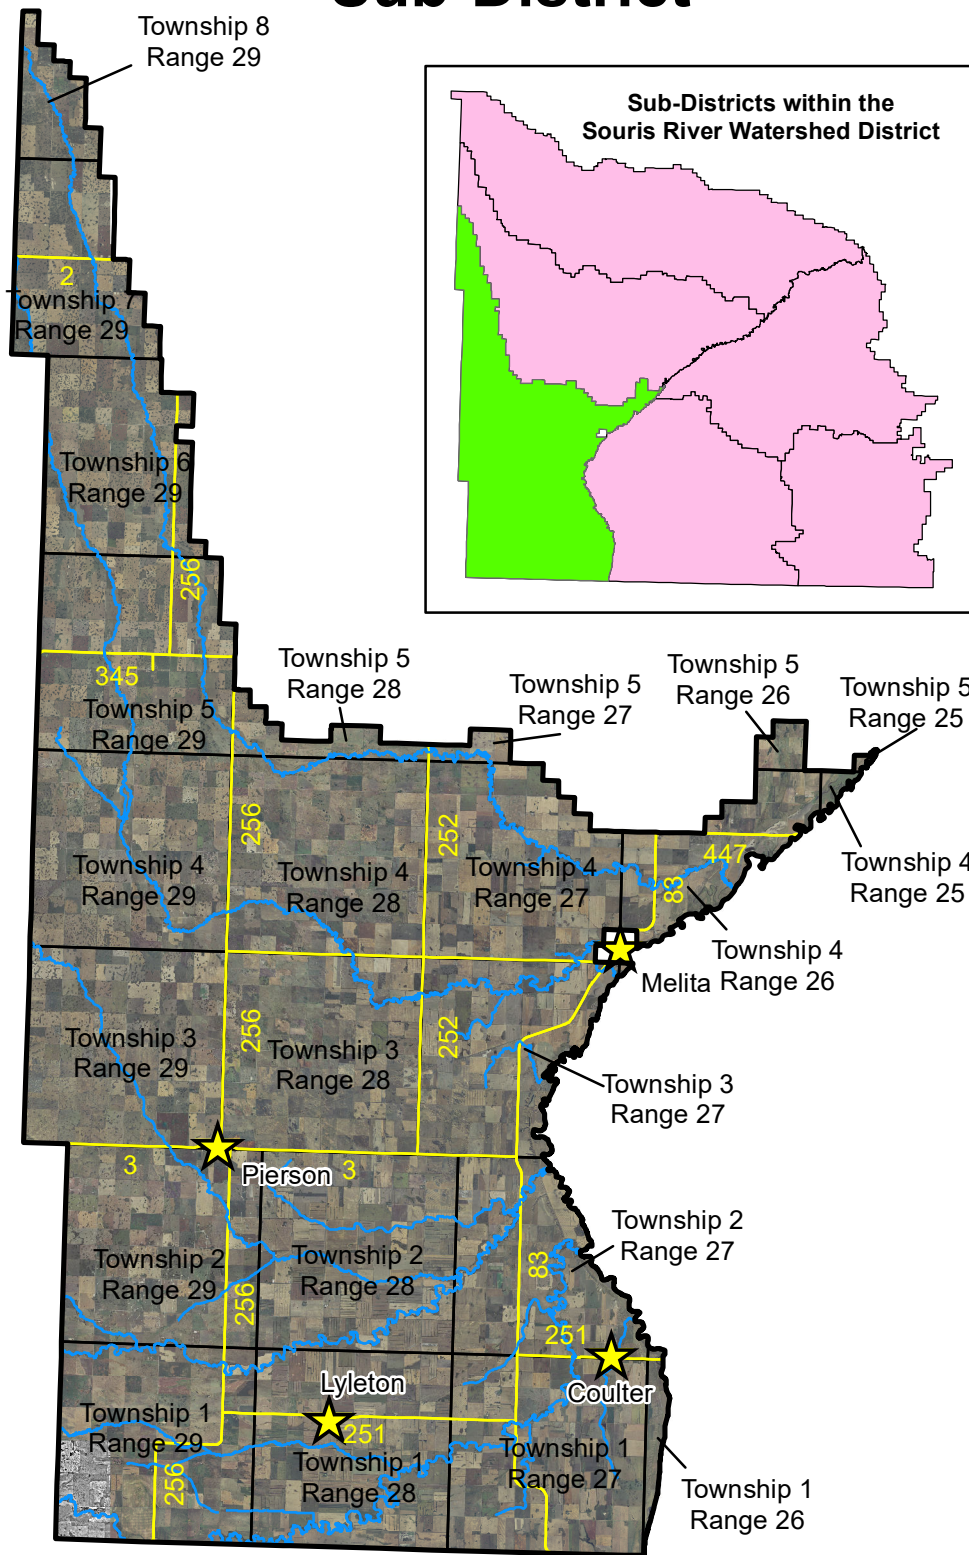 Sub-District
Township 8
Range 29
Sub-Districts within the
Souris River Watershed District
2
Township 7
Range 29
Township 6
Range 29
256
345
Township 5
Range 29
Township 5
Range 28
Township 5
Range 27
Township 5
Range 26
Township 5
Range 25
256
252
447
83
Township 4
Range 29
Township 4
Range 28
Township 4
Range 27
Township 4
Range 25
Township 4
Range 26
Melita
256
252
Township 3
Range 29
Township 3
Range 28
Township 3
Range 27
3
Pierson
3
Township 2
Range 29
Township 2
Range 28
Township 2
Range 27
83
256
251
Lyleton
Coulter
Township 1
Range 29
251
Township 1
Range 28
Township 1
Range 27
256
Township 1
Range 26